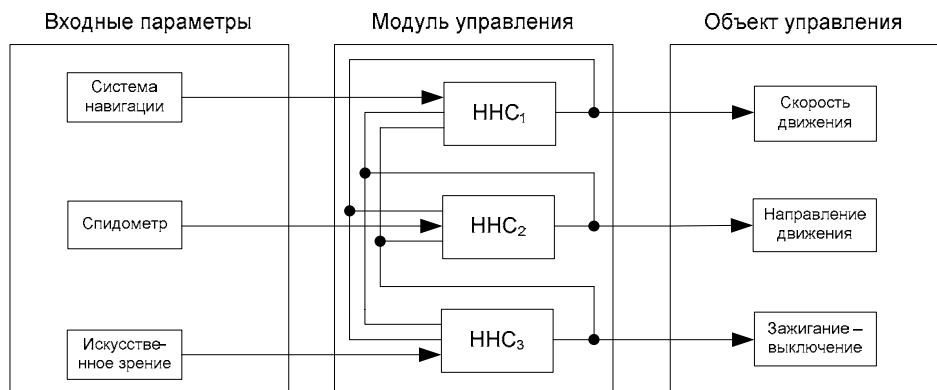 Входные параметры
Модуль управления
Объект управления
Система
навигации
ННС₁
Скорость
движения
Спидометр
ННС₂
Направление
движения
Искусстве-
нное зрение
ННС₃
Зажигание –
выключение